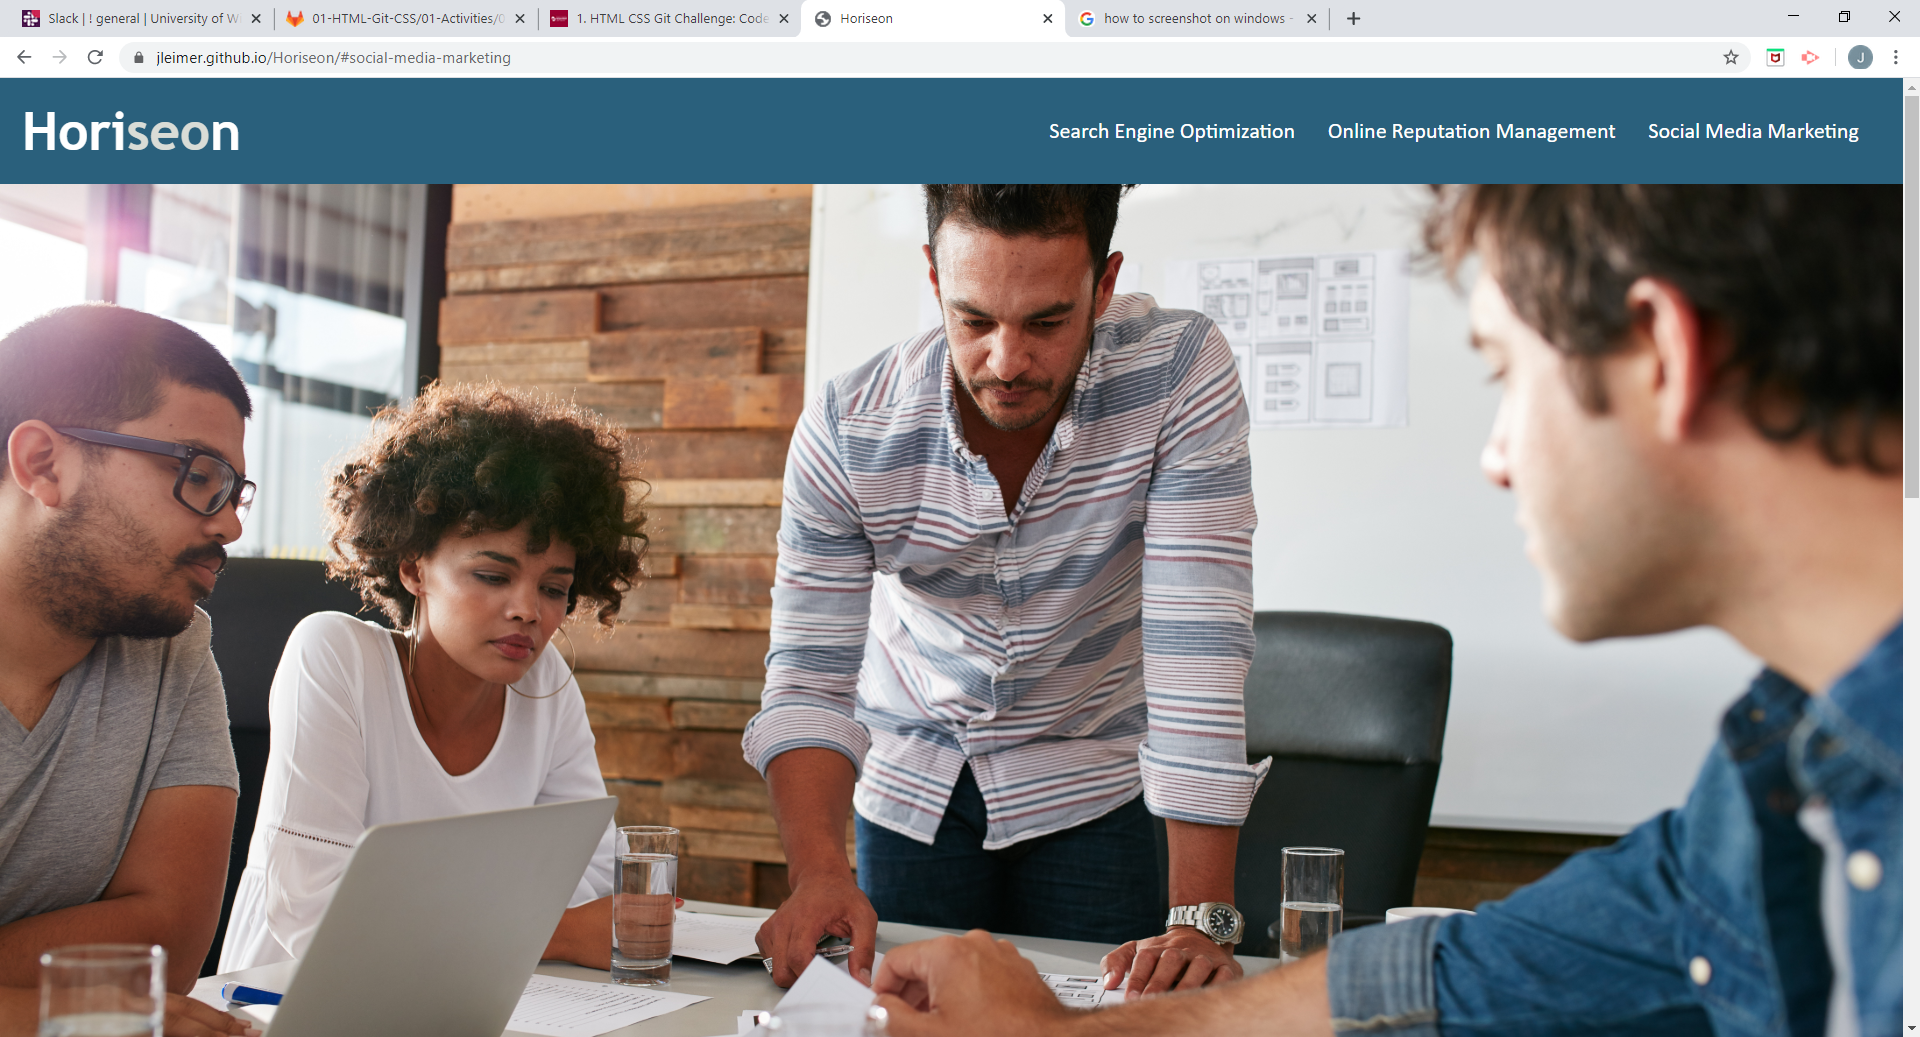 Slack | ! general | University of Wi
01-HTML-Git-CSS/01-Activities/0
1. HTML CSS Git Challenge: Code
Horiseon
how to screenshot on windows -
jleimer.github.io/Horiseon/#social-media-marketing
J
Horiseon
Search Engine Optimization
Online Reputation Management
Social Media Marketing